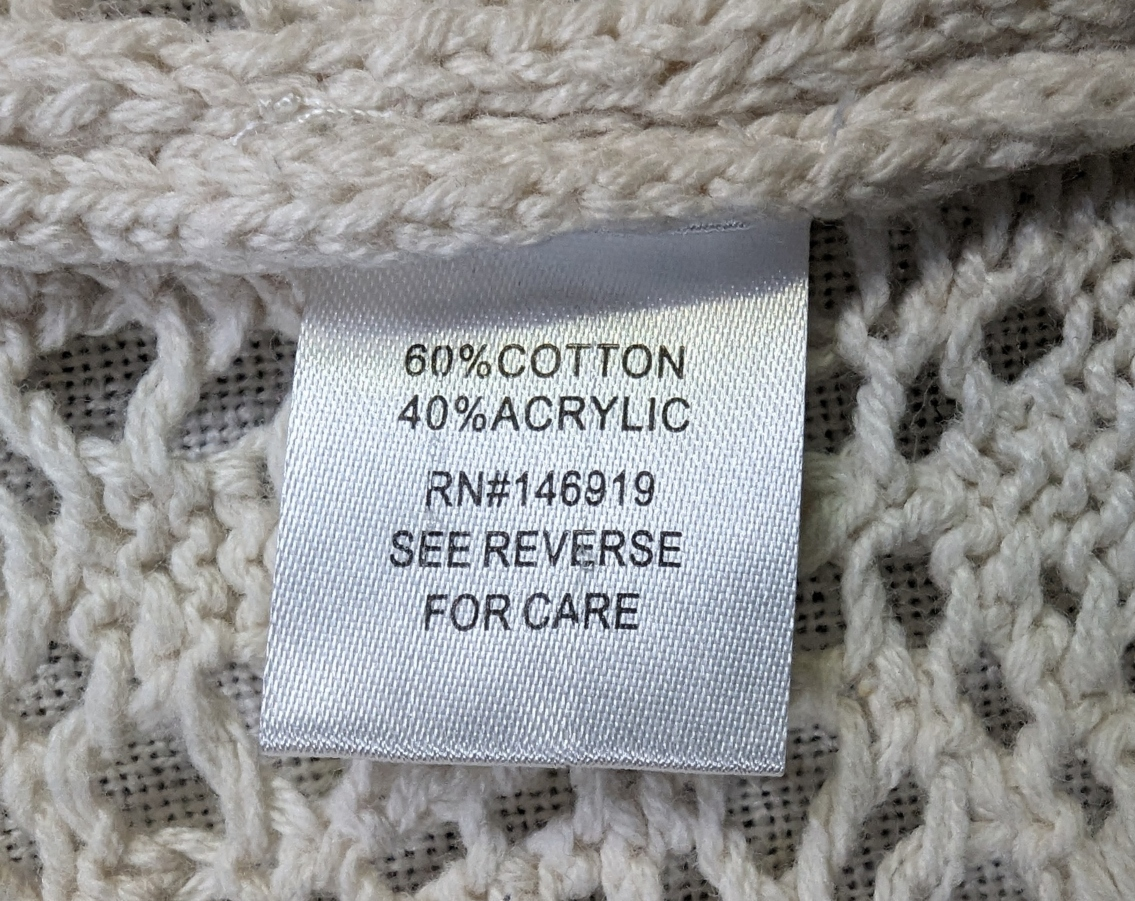 60%COTTON
40%ACRYLIC
RN#146919
SEE REVERSE
FOR CARE